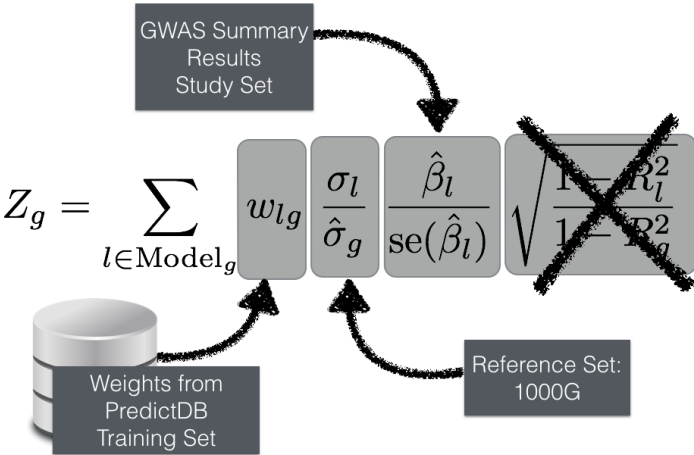 GWAS Summary
Results
Study Set
Z_g = ∑_{l∈Model_g} w_{lg} σ_l/σ̂_g β̂_l/se(β̂_l) √((1 − R_l^2)/(1 − R_g^2))
Weights from
PredictDB
Training Set
Reference Set:
1000G